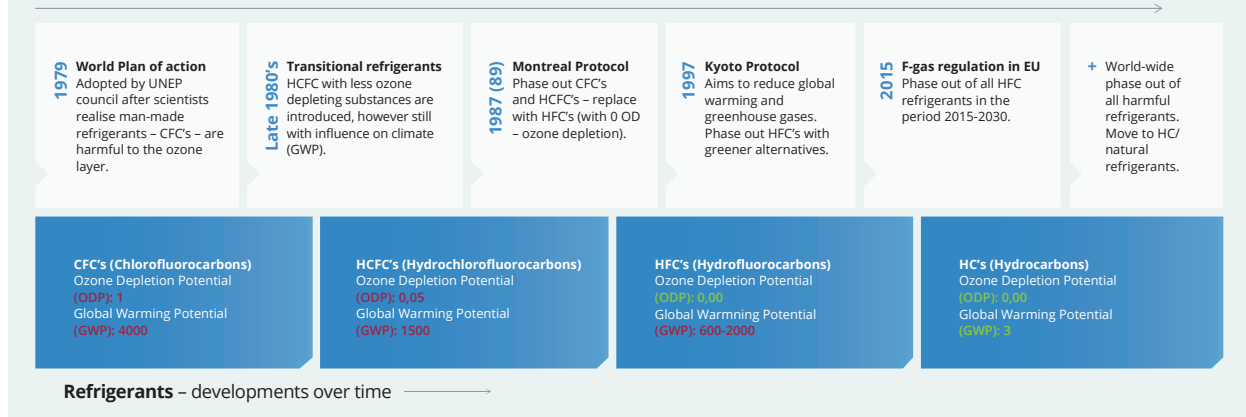 1979
World Plan of action
Adopted by UNEP
council after scientists
realise man-made
refrigerants – CFC's – are
harmful to the ozone
layer.
Late 1980's
Transitional refrigerants
HCFC with less ozone
depleting substances are
introduced, however still
with influence on climate
(GWP).
1987 (89)
Montreal Protocol
Phase out CFC's
and HCFC's – replace
with HFC's (with 0 OD
– ozone depletion).
1997
Kyoto Protocol
Aims to reduce global
warming and
greenhouse gases.
Phase out HFC's with
greener alternatives.
2015
F-gas regulation in EU
Phase out of all HFC
refrigerants in the
period 2015-2030.
+
World-wide
phase out of
all harmful
refrigerants.
Move to HC/
natural
refrigerants.
CFC's (Chlorofluorocarbons)
Ozone Depletion Potential
(ODP): 1
Global Warming Potential
(GWP): 4000
HCFC's (Hydrochlorofluorocarbons)
Ozone Depletion Potential
(ODP): 0,05
Global Warming Potential
(GWP): 1500
HFC's (Hydrofluorocarbons)
Ozone Depletion Potential
(ODP): 0,00
Global Warmning Potential
(GWP): 600-2000
HC's (Hydrocarbons)
Ozone Depletion Potential
(ODP): 0,00
Global Warming Potential
(GWP): 3
Refrigerants – developments over time